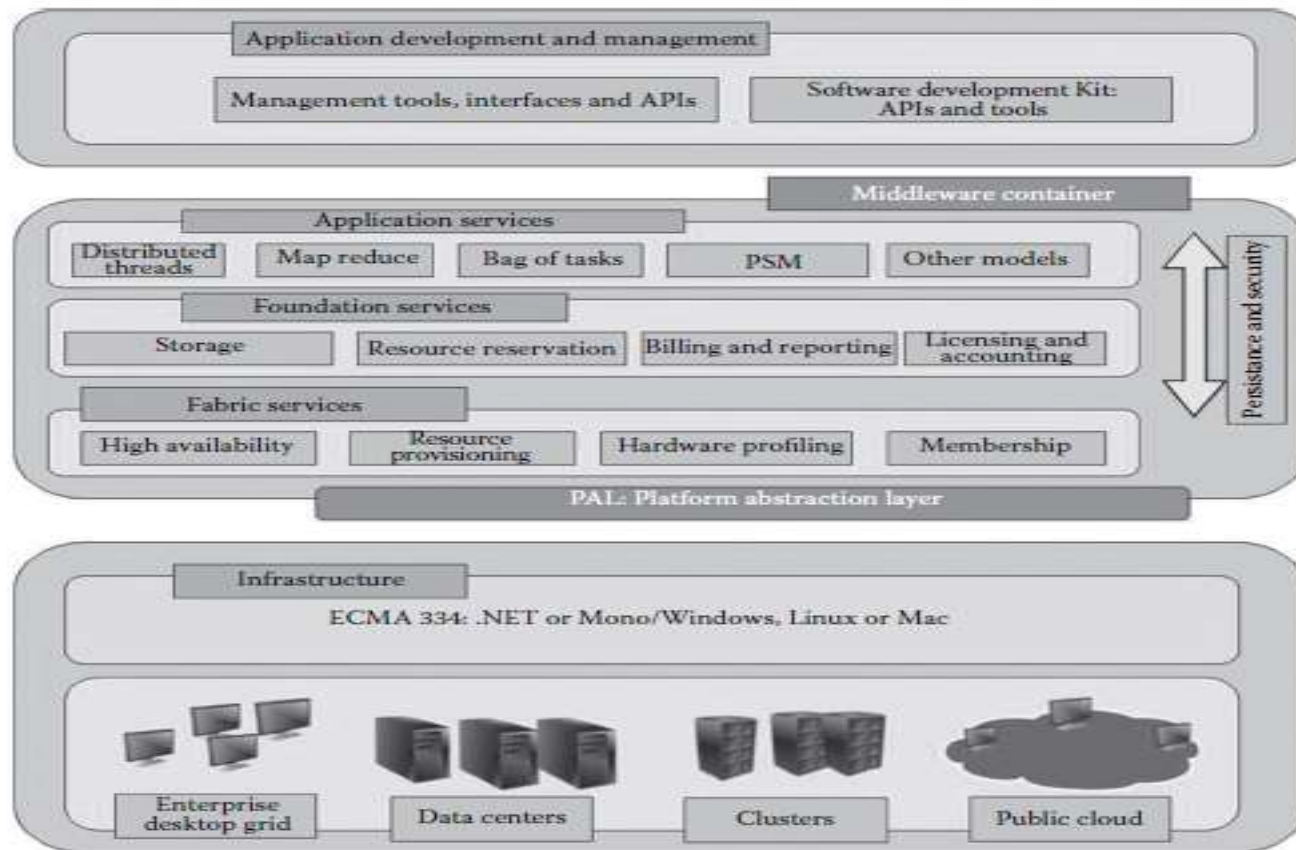 Application development and management
Management tools, interfaces and APIs
Software development Kit:
APIs and tools
Middleware container
Application services
Distributed
threads
Map reduce
Bag of tasks
PSM
Other models
Foundation services
Storage
Resource reservation
Billing and reporting
Licensing and
accounting
Fabric services
High availability
Resource
provisioning
Hardware profiling
Membership
Persistance and security
PAL: Platform abstraction layer
Infrastructure
ECMA 334: .NET or Mono/Windows, Linux or Mac
Enterprise
desktop grid
Data centers
Clusters
Public cloud